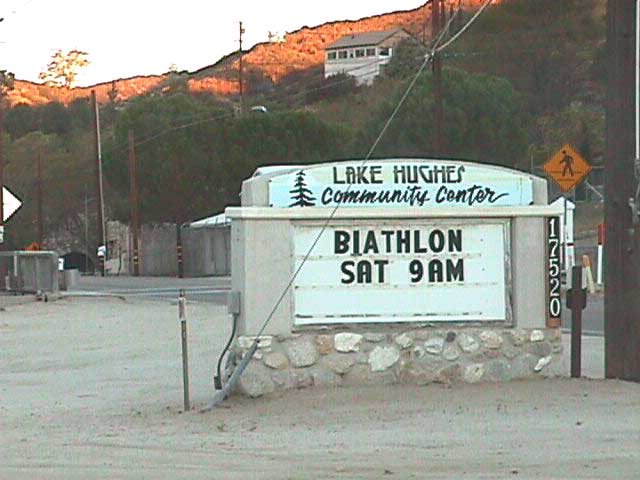 LAKE HUGHES
Community Center
BIATHLON
SAT 9AM
17520